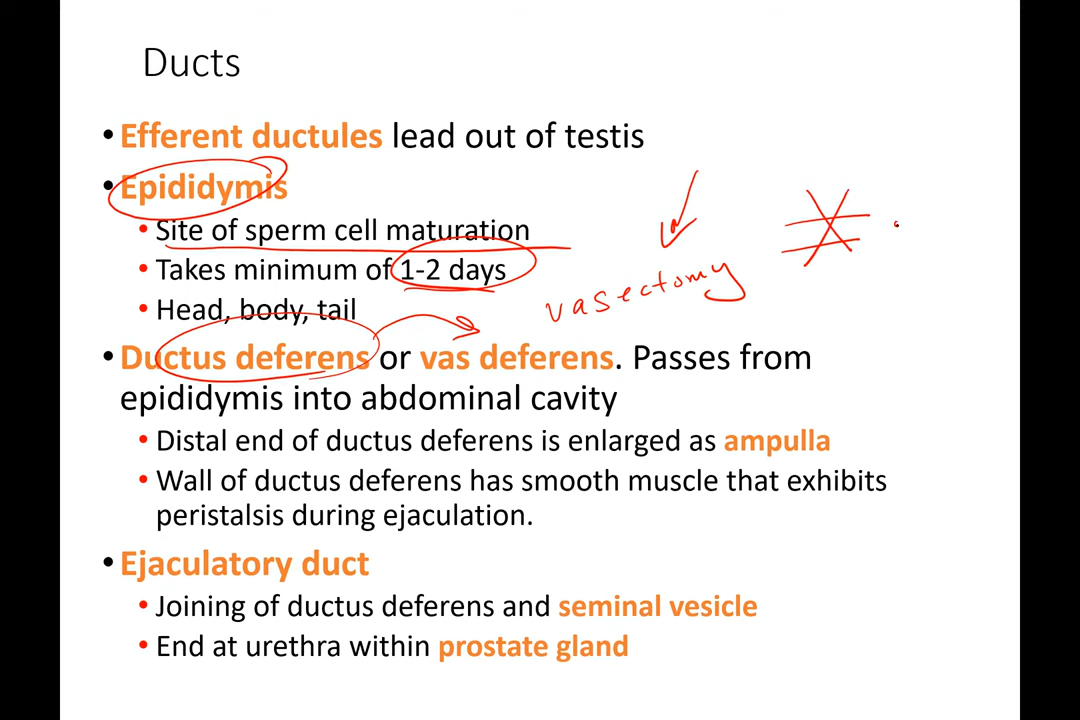 Ducts
• Efferent ductules lead out of testis
• Epididymis
• Site of sperm cell maturation
• Takes minimum of 1-2 days
vasectomy
• Head, body, tail
• Ductus deferens or vas deferens. Passes from
epididymis into abdominal cavity
• Distal end of ductus deferens is enlarged as ampulla
• Wall of ductus deferens has smooth muscle that exhibits
peristalsis during ejaculation.
• Ejaculatory duct
• Joining of ductus deferens and seminal vesicle
• End at urethra within prostate gland